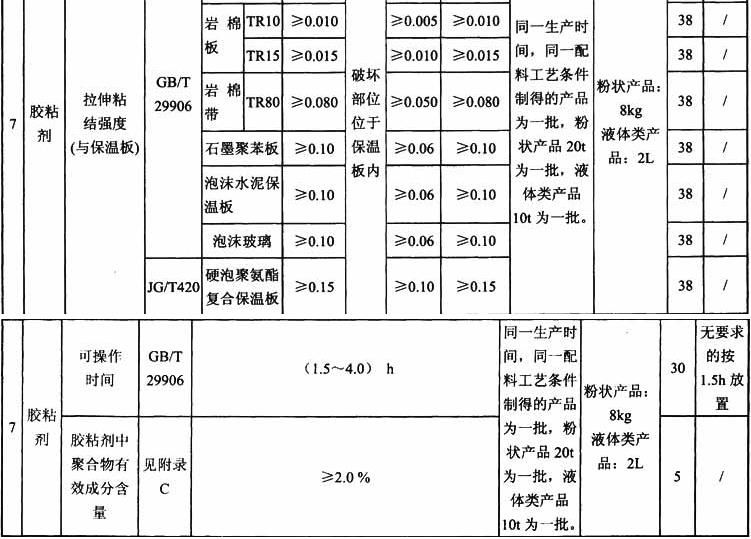 7
胶粘
剂
拉伸粘
结强度
(与保温板)
GB/T
29906
岩 棉
板
TR10
≥0.010
破坏
部位
位于
保温
板内
≥0.005
≥0.010
同一生产时
间，同一配
料工艺条件
制得的产品
为一批，粉
状产品 20t
为一批，液
体类产品
10t 为一批。
粉状产品：
8kg
液体类产
品：2L
38
/
TR15
≥0.015
≥0.010
≥0.015
38
/
岩 棉
带
TR80
≥0.080
≥0.050
≥0.080
38
/
石墨聚苯板
≥0.10
≥0.06
≥0.10
38
/
泡沫水泥保
温板
≥0.10
≥0.06
≥0.10
38
/
泡沫玻璃
≥0.10
≥0.06
≥0.10
38
/
JG/T420
硬泡聚氨酯
复合保温板
≥0.15
≥0.10
≥0.15
38
/
7
胶粘
剂
可操作
时间
GB/T
29906
（1.5～4.0） h
同一生产时
间，同一配
料工艺条件
制得的产品
为一批，粉
状产品 20t
为一批，液
体类产品
10t 为一批。
粉状产品：
8kg
液体类产
品：2L
30
无要求
的按
1.5h 放
置
胶粘剂中
聚合物有
效成分含
量
见附录
C
≥2.0 %
5
/